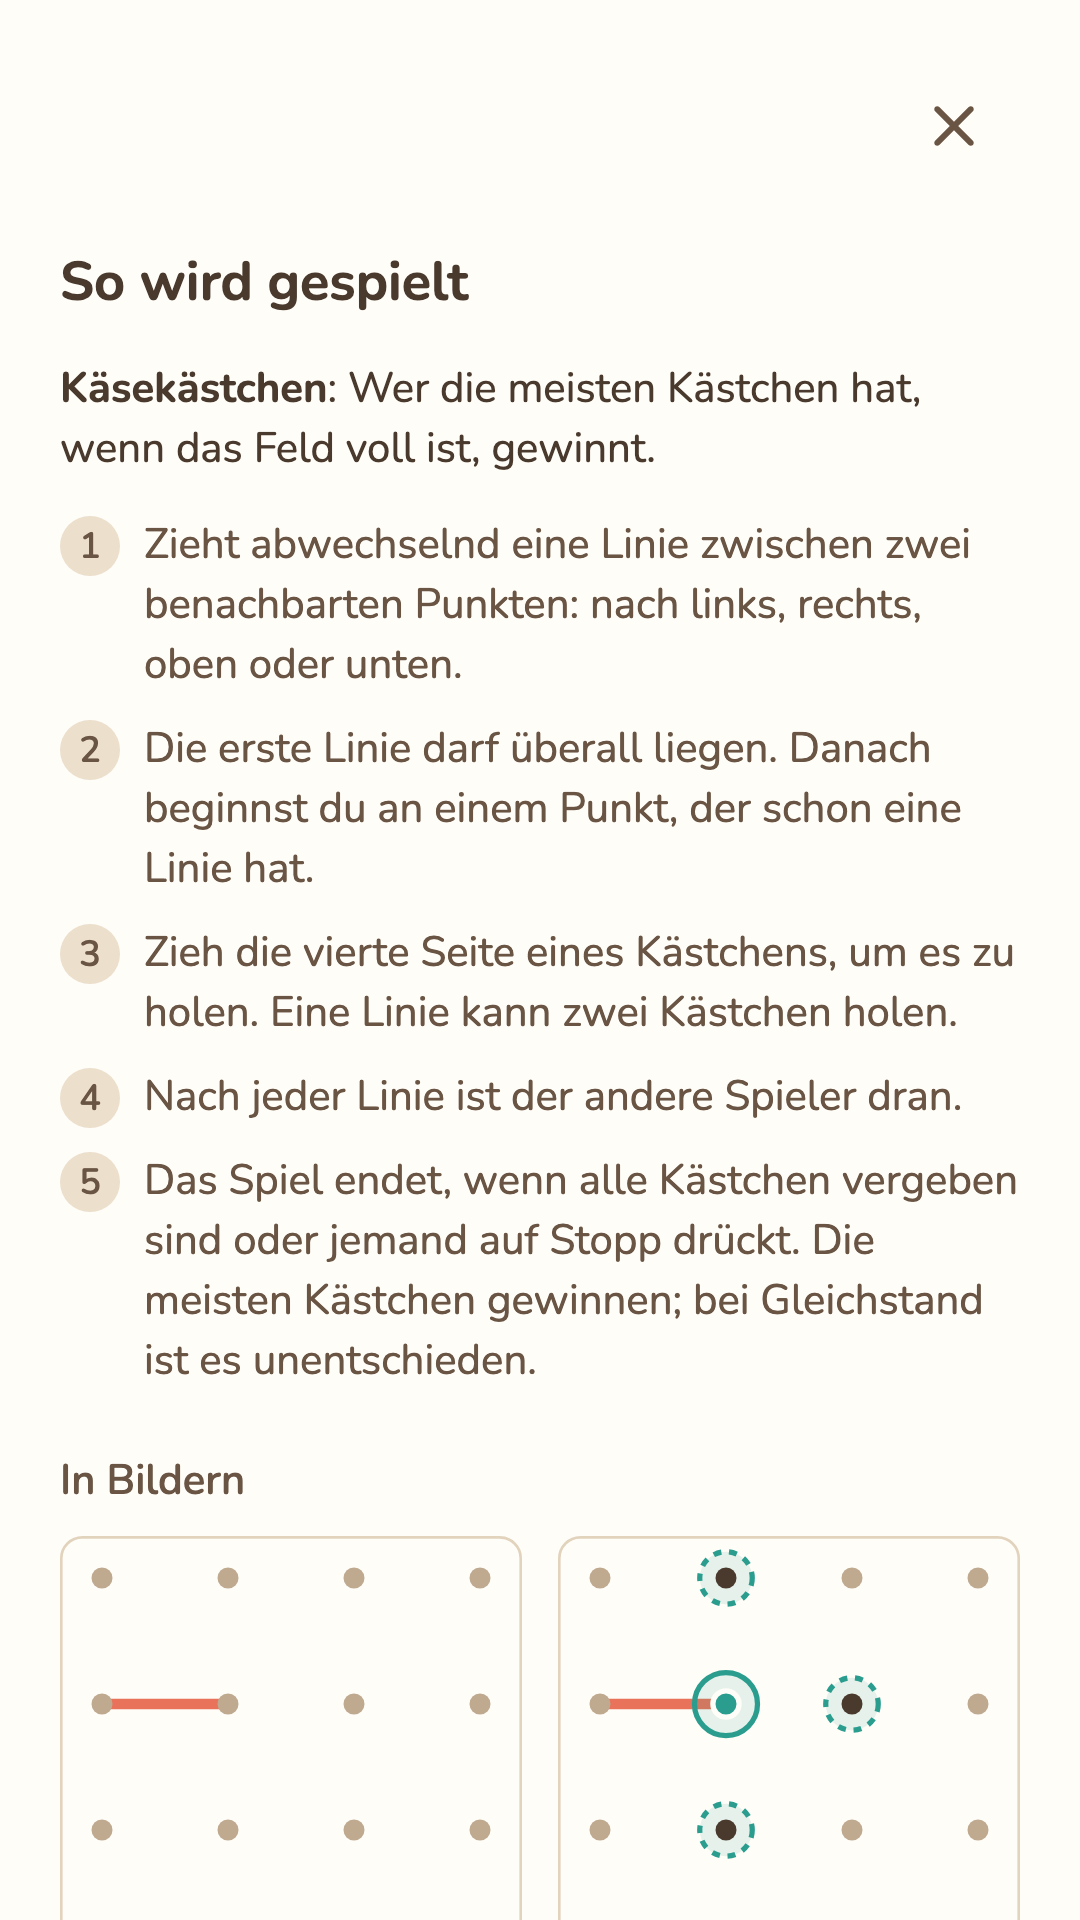 So wird gespielt
Käsekästchen: Wer die meisten Kästchen hat,
wenn das Feld voll ist, gewinnt.
1 Zieht abwechselnd eine Linie zwischen zwei
benachbarten Punkten: nach links, rechts,
oben oder unten.
2 Die erste Linie darf überall liegen. Danach
beginnst du an einem Punkt, der schon eine
Linie hat.
3 Zieh die vierte Seite eines Kästchens, um es zu
holen. Eine Linie kann zwei Kästchen holen.
4 Nach jeder Linie ist der andere Spieler dran.
5 Das Spiel endet, wenn alle Kästchen vergeben
sind oder jemand auf Stopp drückt. Die
meisten Kästchen gewinnen; bei Gleichstand
ist es unentschieden.
In Bildern